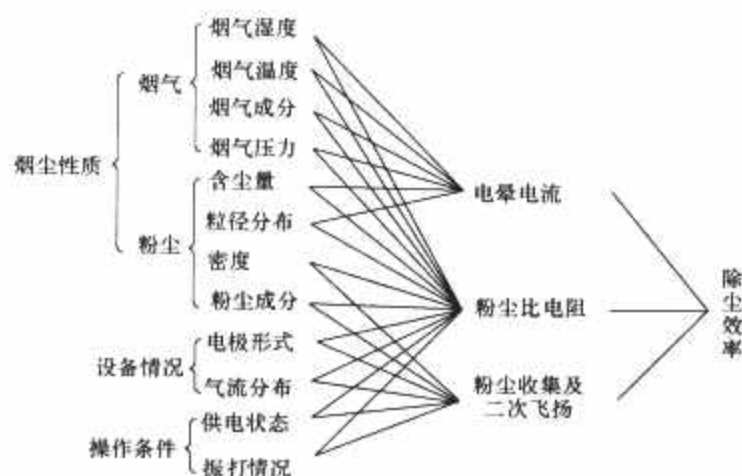 烟气湿度
烟气温度
烟气
烟气成分
烟气压力
烟尘性质
含尘量
电晕电流
粒径分布
粉尘
密度
粉尘成分
粉尘比电阻
除尘效率
电极形式
设备情况
气流分布
粉尘收集及
二次飞扬
供电状态
操作条件
振打情况